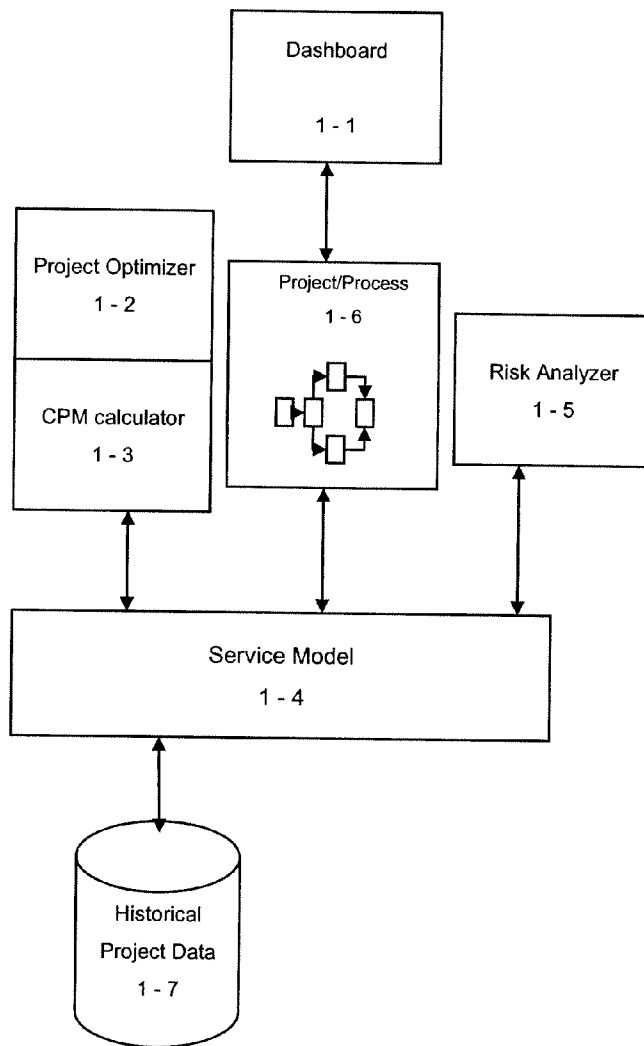 Dashboard
1 - 1
Project Optimizer
1 - 2
CPM calculator
1 - 3
Project/Process
1 - 6
Risk Analyzer
1 - 5
Service Model
1 - 4
Historical
Project Data
1 - 7